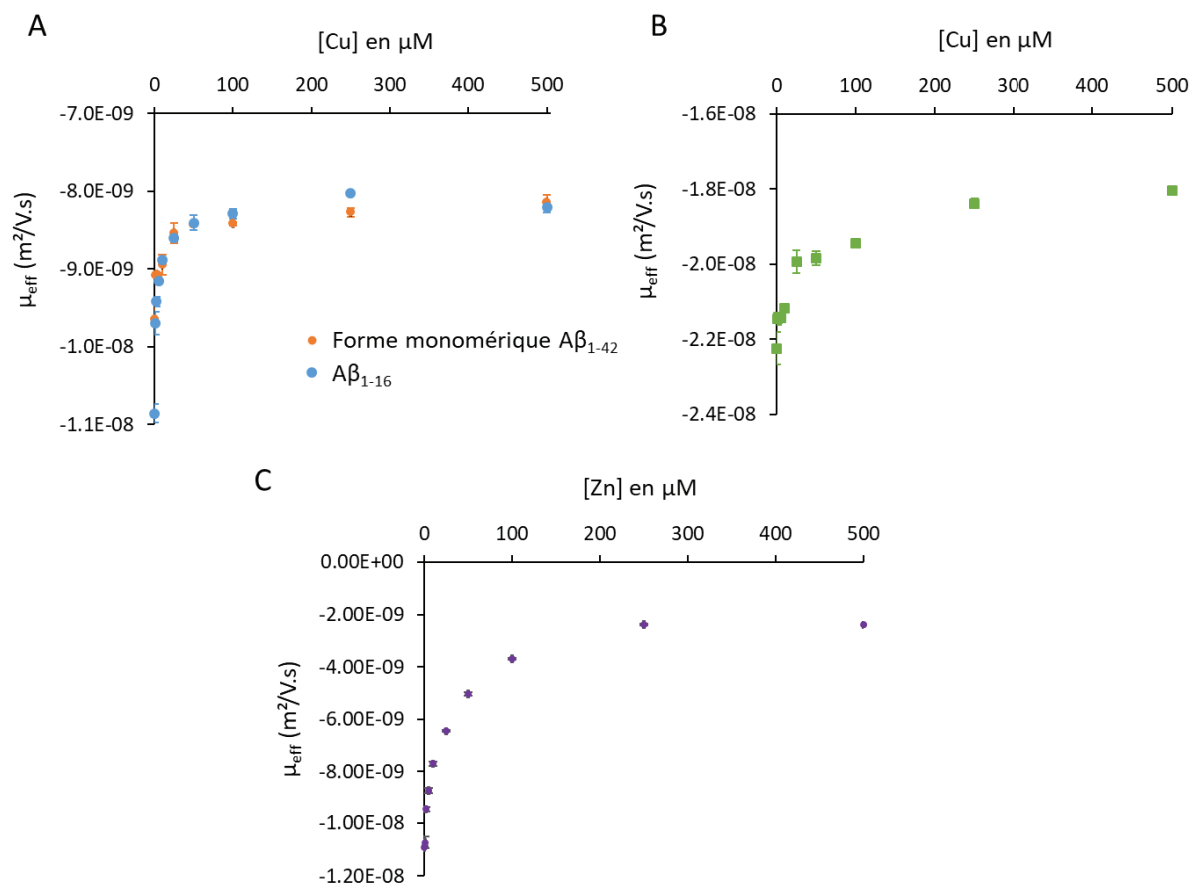 A
[Cu] en µM
0 100 200 300 400 500
-7.0E-09
-8.0E-09
-9.0E-09
-1.0E-08
-1.1E-08
µeff (m²/V.s)
Forme monomérique Aβ1-42
Aβ1-16
B
[Cu] en µM
0 100 200 300 400 500
-1.6E-08
-1.8E-08
-2.0E-08
-2.2E-08
-2.4E-08
µeff (m²/V.s)
C
[Zn] en µM
0 100 200 300 400 500
0.00E+00
-2.00E-09
-4.00E-09
-6.00E-09
-8.00E-09
-1.00E-08
-1.20E-08
µeff (m²/V.s)